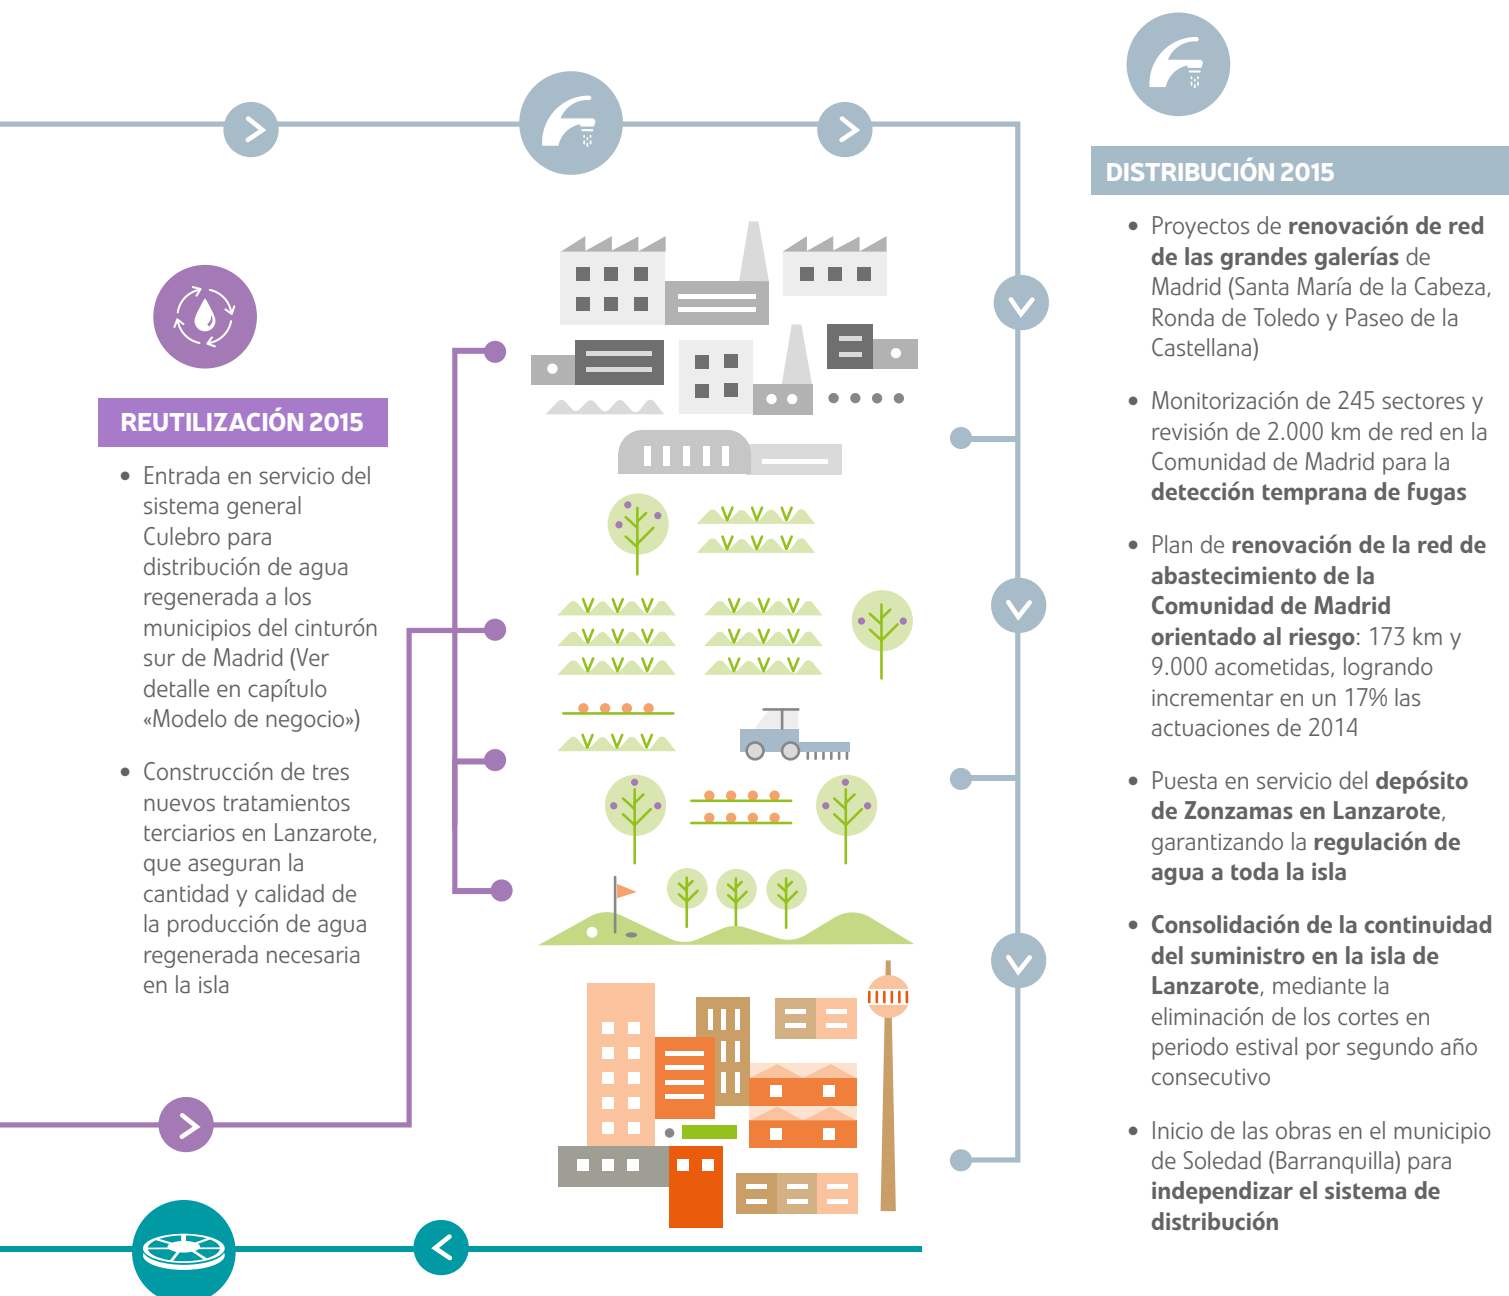 REUTILIZACIÓN 2015
• Entrada en servicio del
sistema general
Culebro para
distribución de agua
regenerada a los
municipios del cinturón
sur de Madrid (Ver
detalle en capítulo
«Modelo de negocio»)
• Construcción de tres
nuevos tratamientos
terciarios en Lanzarote,
que aseguran la
cantidad y calidad de
la producción de agua
regenerada necesaria
en la isla
DISTRIBUCIÓN 2015
• Proyectos de renovación de red
de las grandes galerías de
Madrid (Santa María de la Cabeza,
Ronda de Toledo y Paseo de la
Castellana)
• Monitorización de 245 sectores y
revisión de 2.000 km de red en la
Comunidad de Madrid para la
detección temprana de fugas
• Plan de renovación de la red de
abastecimiento de la
Comunidad de Madrid
orientado al riesgo: 173 km y
9.000 acometidas, logrando
incrementar en un 17% las
actuaciones de 2014
• Puesta en servicio del depósito
de Zonzamas en Lanzarote,
garantizando la regulación de
agua a toda la isla
• Consolidación de la continuidad
del suministro en la isla de
Lanzarote, mediante la
eliminación de los cortes en
periodo estival por segundo año
consecutivo
• Inicio de las obras en el municipio
de Soledad (Barranquilla) para
independizar el sistema de
distribución